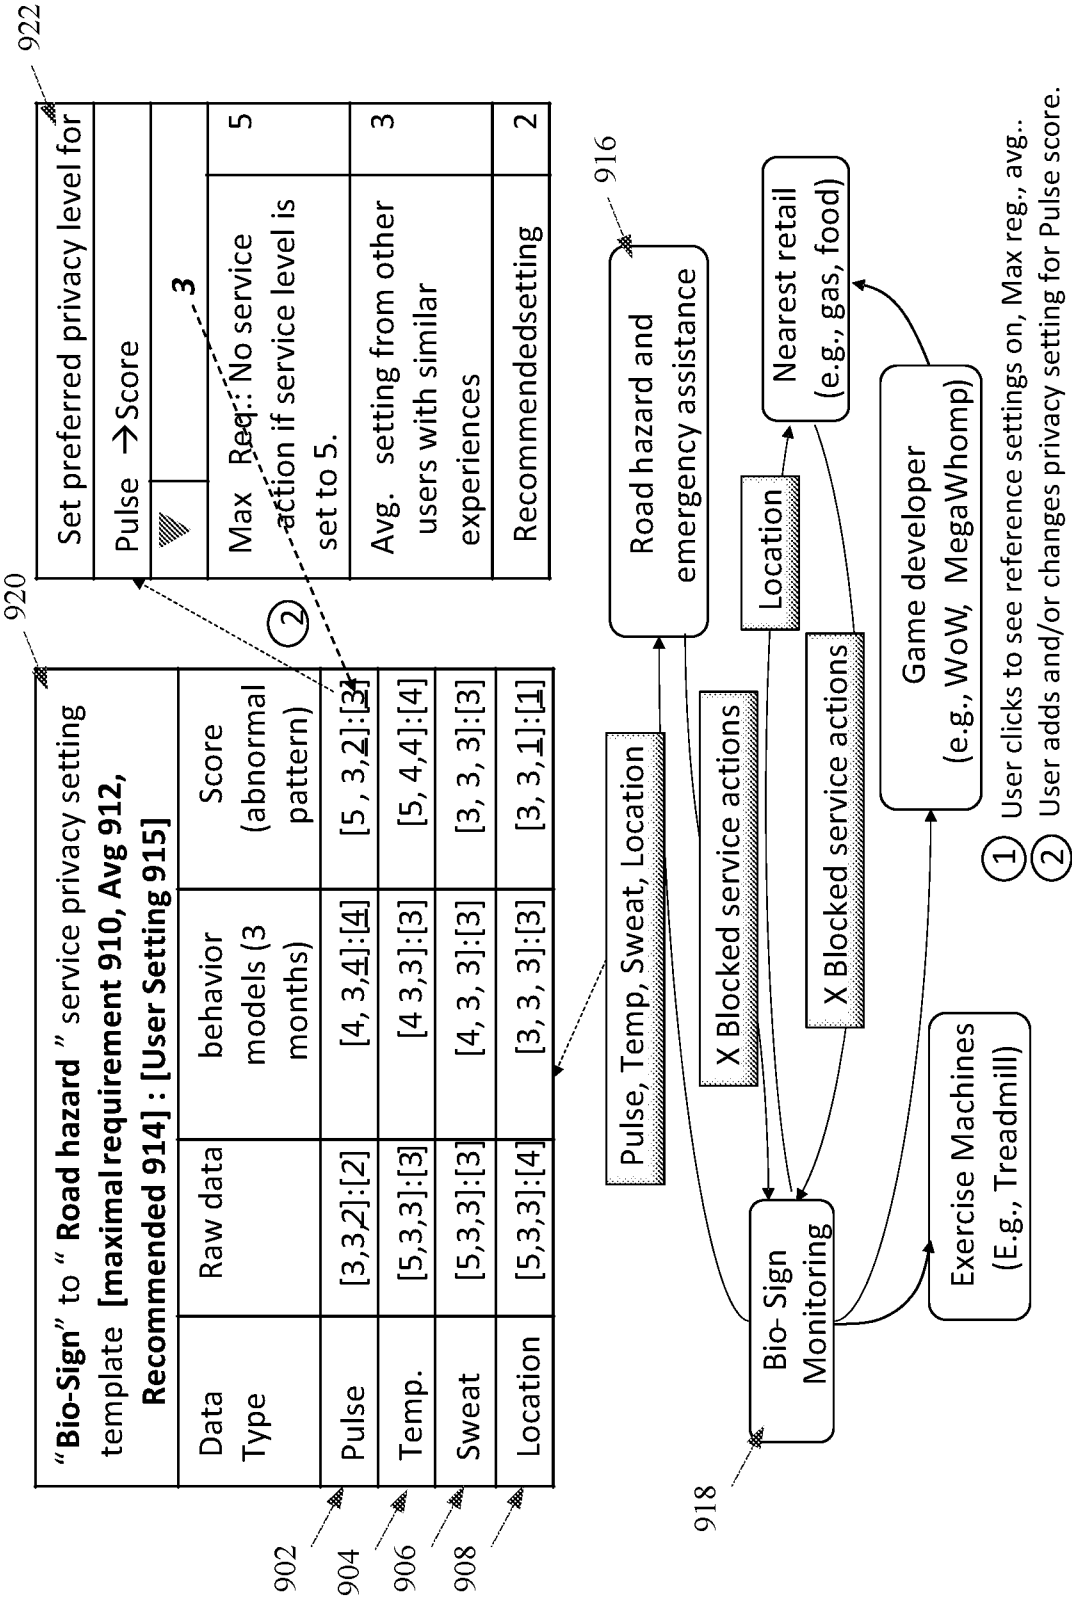 920
"Bio-Sign" to " Road hazard " service privacy setting
template [maximal requirement 910, Avg 912,
Recommended 914] : [User Setting 915]
Data
Type
Raw data
behavior
models (3
months)
Score
(abnormal
pattern)
902
Pulse
[3,3,2]:[2]
[4, 3,4]:[4]
[5 , 3,2]:[3]
904
Temp.
[5,3,3]:[3]
[4 3,3]:[3]
[5, 4,4]:[4]
906
Sweat
[5,3,3]:[3]
[4, 3, 3]:[3]
[3, 3, 3]:[3]
908
Location
[5,3,3]:[4]
[3, 3, 3]:[3]
[3, 3,1]:[1]
2
922
Set preferred privacy level for
Pulse →Score
3
Max Req.: No service
action if service level is
set to 5.
5
Avg. setting from other
users with similar
experiences
3
Recommendedsetting
2
918
Bio- Sign
Monitoring
Pulse, Temp, Sweat, Location
916
Road hazard and
emergency assistance
X Blocked service actions
Location
Nearest retail
(e.g., gas, food)
X Blocked service actions
Game developer
(e.g., WoW, MegaWhomp)
Exercise Machines
(E.g., Treadmill)
1 User clicks to see reference settings on, Max reg., avg..
2 User adds and/or changes privacy setting for Pulse score.